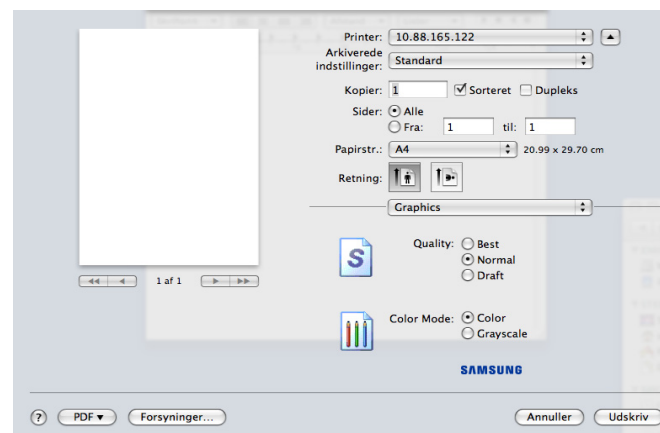 Printer: 10.88.165.122
Arkiverede indstillinger: Standard
Kopier: 1 Sorteret Dupleks
Sider: Alle
Fra: 1 til: 1
Papirstr.: A4 20.99 x 29.70 cm
Retning:
Graphics
Quality: Best
Normal
Draft
1 af 1
Color Mode: Color
Grayscale
SAMSUNG
? PDF Forsyninger... Annuller Udskriv